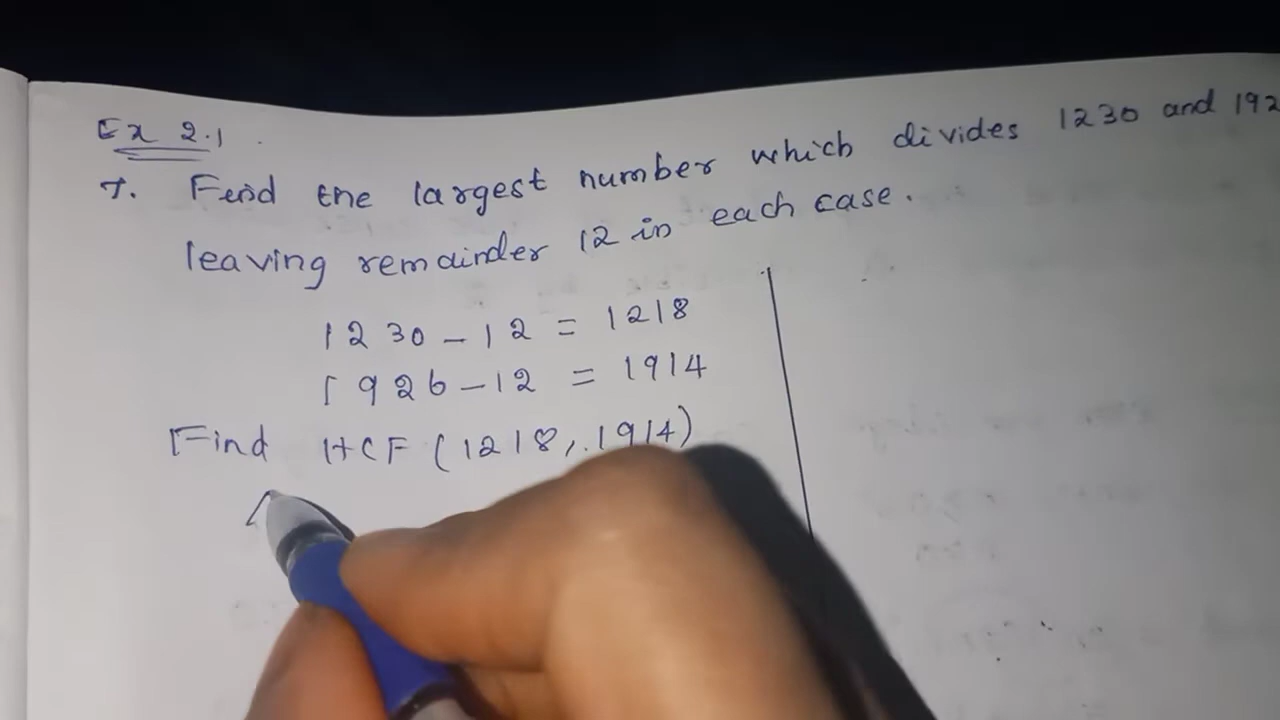 Ex 2.1.
7. Find the largest number which divides 1230 and 192
leaving remainder 12 in each case.
1230 - 12 = 1218
1926 - 12 = 1914
Find HCF (1218, 1914)